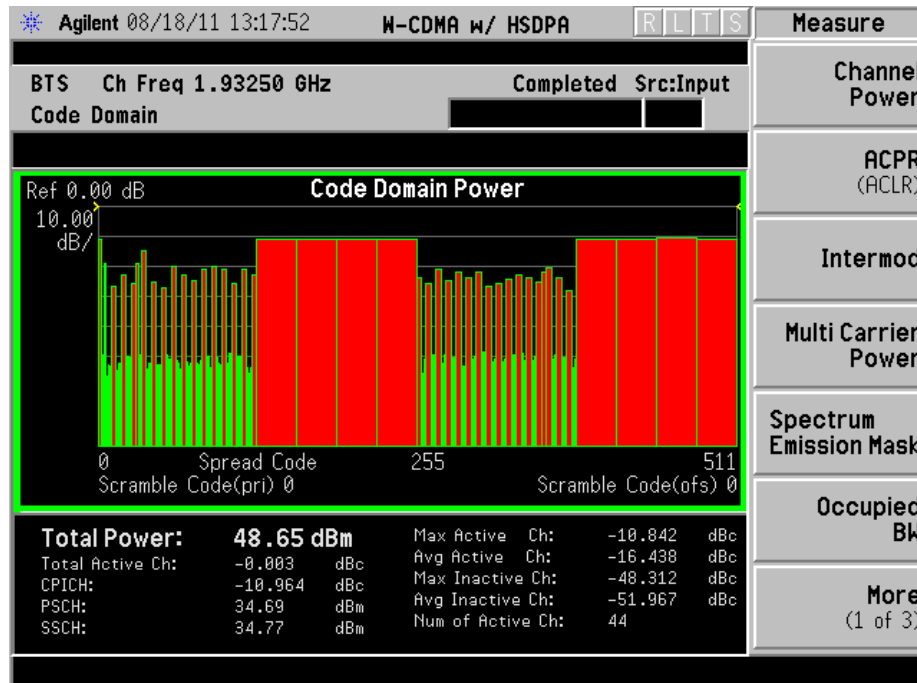 Agilent 08/18/11 13:17:52 W-CDMA w/ HSDPA R L T S Measure
BTS Ch Freq 1.93250 GHz Completed Src:Input
Code Domain
Channel
Power
ACPR
(ACLR)
Intermod
Multi Carrier
Power
Spectrum
Emission Mask
Occupied
BW
More
(1 of 3)
Ref 0.00 dB Code Domain Power
10.00
dB/
0 Spread Code 255 511
Scramble Code(pri) 0 Scramble Code(ofs) 0
Total Power: 48.65 dBm
Total Active Ch: -0.003 dBc
CPICH: -10.964 dBc
PSCH: 34.69 dBm
SSCH: 34.77 dBm
Max Active Ch: -10.842 dBc
Avg Active Ch: -16.438 dBc
Max Inactive Ch: -48.312 dBc
Avg Inactive Ch: -51.967 dBc
Num of Active Ch: 44